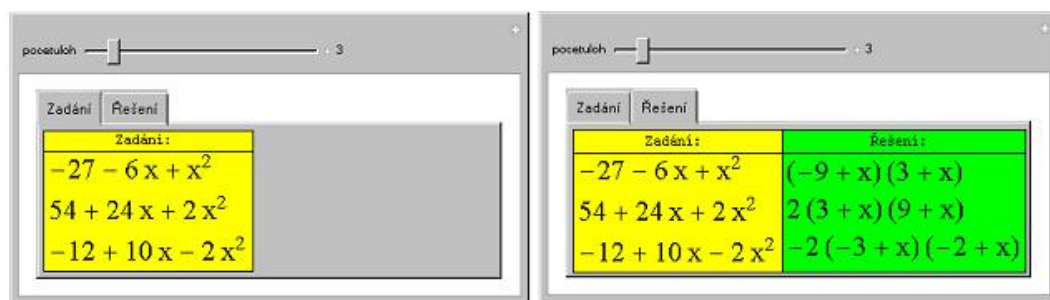 pocetuloh 3
Zadání Řešení
Zadání:
−27 − 6 x + x²
54 + 24 x + 2 x²
−12 + 10 x − 2 x²
pocetuloh 3
Zadání Řešení
Zadání: Řešení:
−27 − 6 x + x² (−9 + x) (3 + x)
54 + 24 x + 2 x² 2 (3 + x) (9 + x)
−12 + 10 x − 2 x² −2 (−3 + x) (−2 + x)